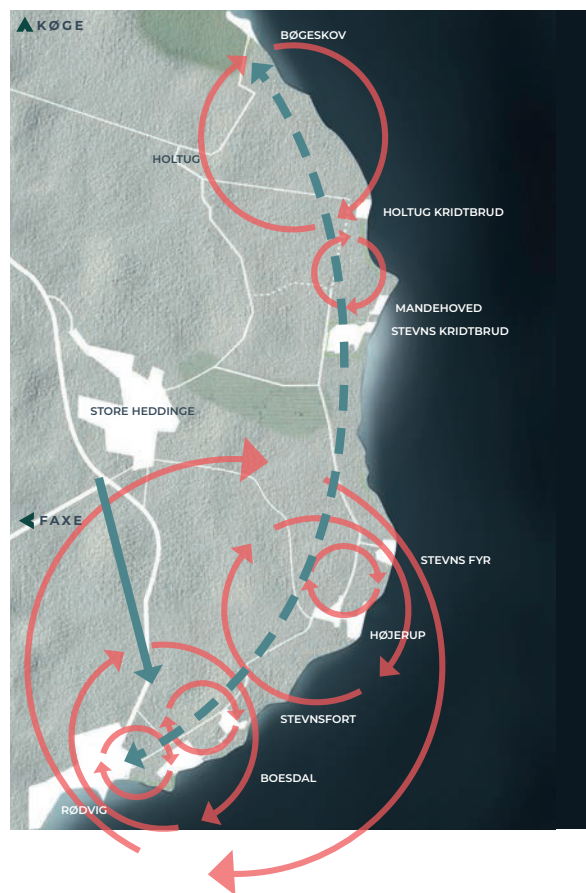 KØGE
BØGESKOV
HOLTUG
HOLTUG KRIDTBRUD
MANDEHOVED
STEVNS KRIDTBRUD
STORE HEDDINGE
FAXE
STEVNS FYR
HØJERUP
STEVNSFORT
BOESDAL
RØDVIG